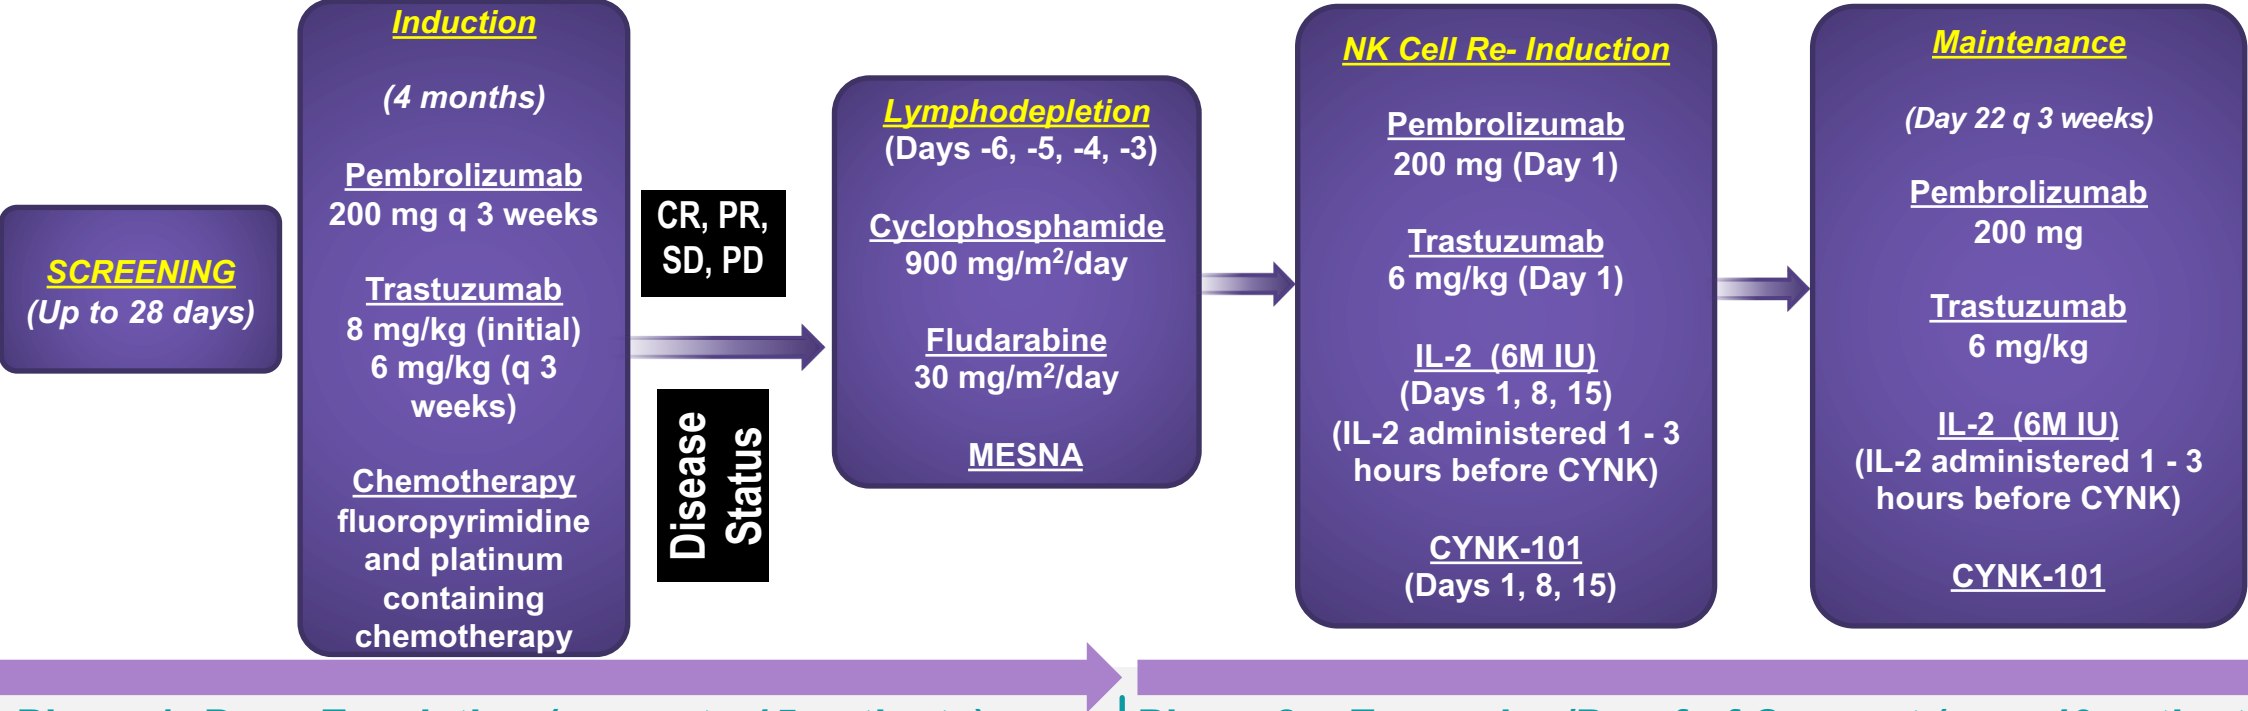 SCREENING
(Up to 28 days)
Induction
(4 months)
Pembrolizumab
200 mg q 3 weeks
Trastuzumab
8 mg/kg (initial)
6 mg/kg (q 3
weeks)
Chemotherapy
fluoropyrimidine
and platinum
containing
chemotherapy
CR, PR,
SD, PD
Disease
Status
Lymphodepletion
(Days -6, -5, -4, -3)
Cyclophosphamide
900 mg/m²/day
Fludarabine
30 mg/m²/day
MESNA
NK Cell Re- Induction
Pembrolizumab
200 mg (Day 1)
Trastuzumab
6 mg/kg (Day 1)
IL-2 (6M IU)
(Days 1, 8, 15)
(IL-2 administered 1 - 3
hours before CYNK)
CYNK-101
(Days 1, 8, 15)
Maintenance
(Day 22 q 3 weeks)
Pembrolizumab
200 mg
Trastuzumab
6 mg/kg
IL-2 (6M IU)
(IL-2 administered 1 - 3
hours before CYNK)
CYNK-101